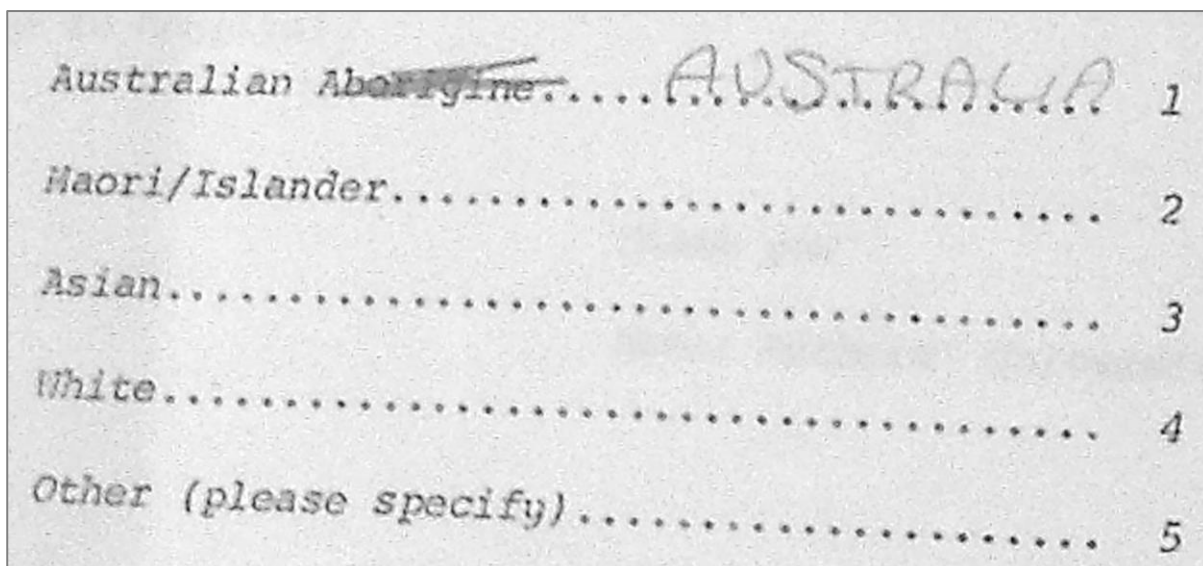 Australian Aborigine..... AUSTRALIA 1
Maori/Islander.............................. 2
Asian....................................... 3
White....................................... 4
Other (please specify)...................... 5